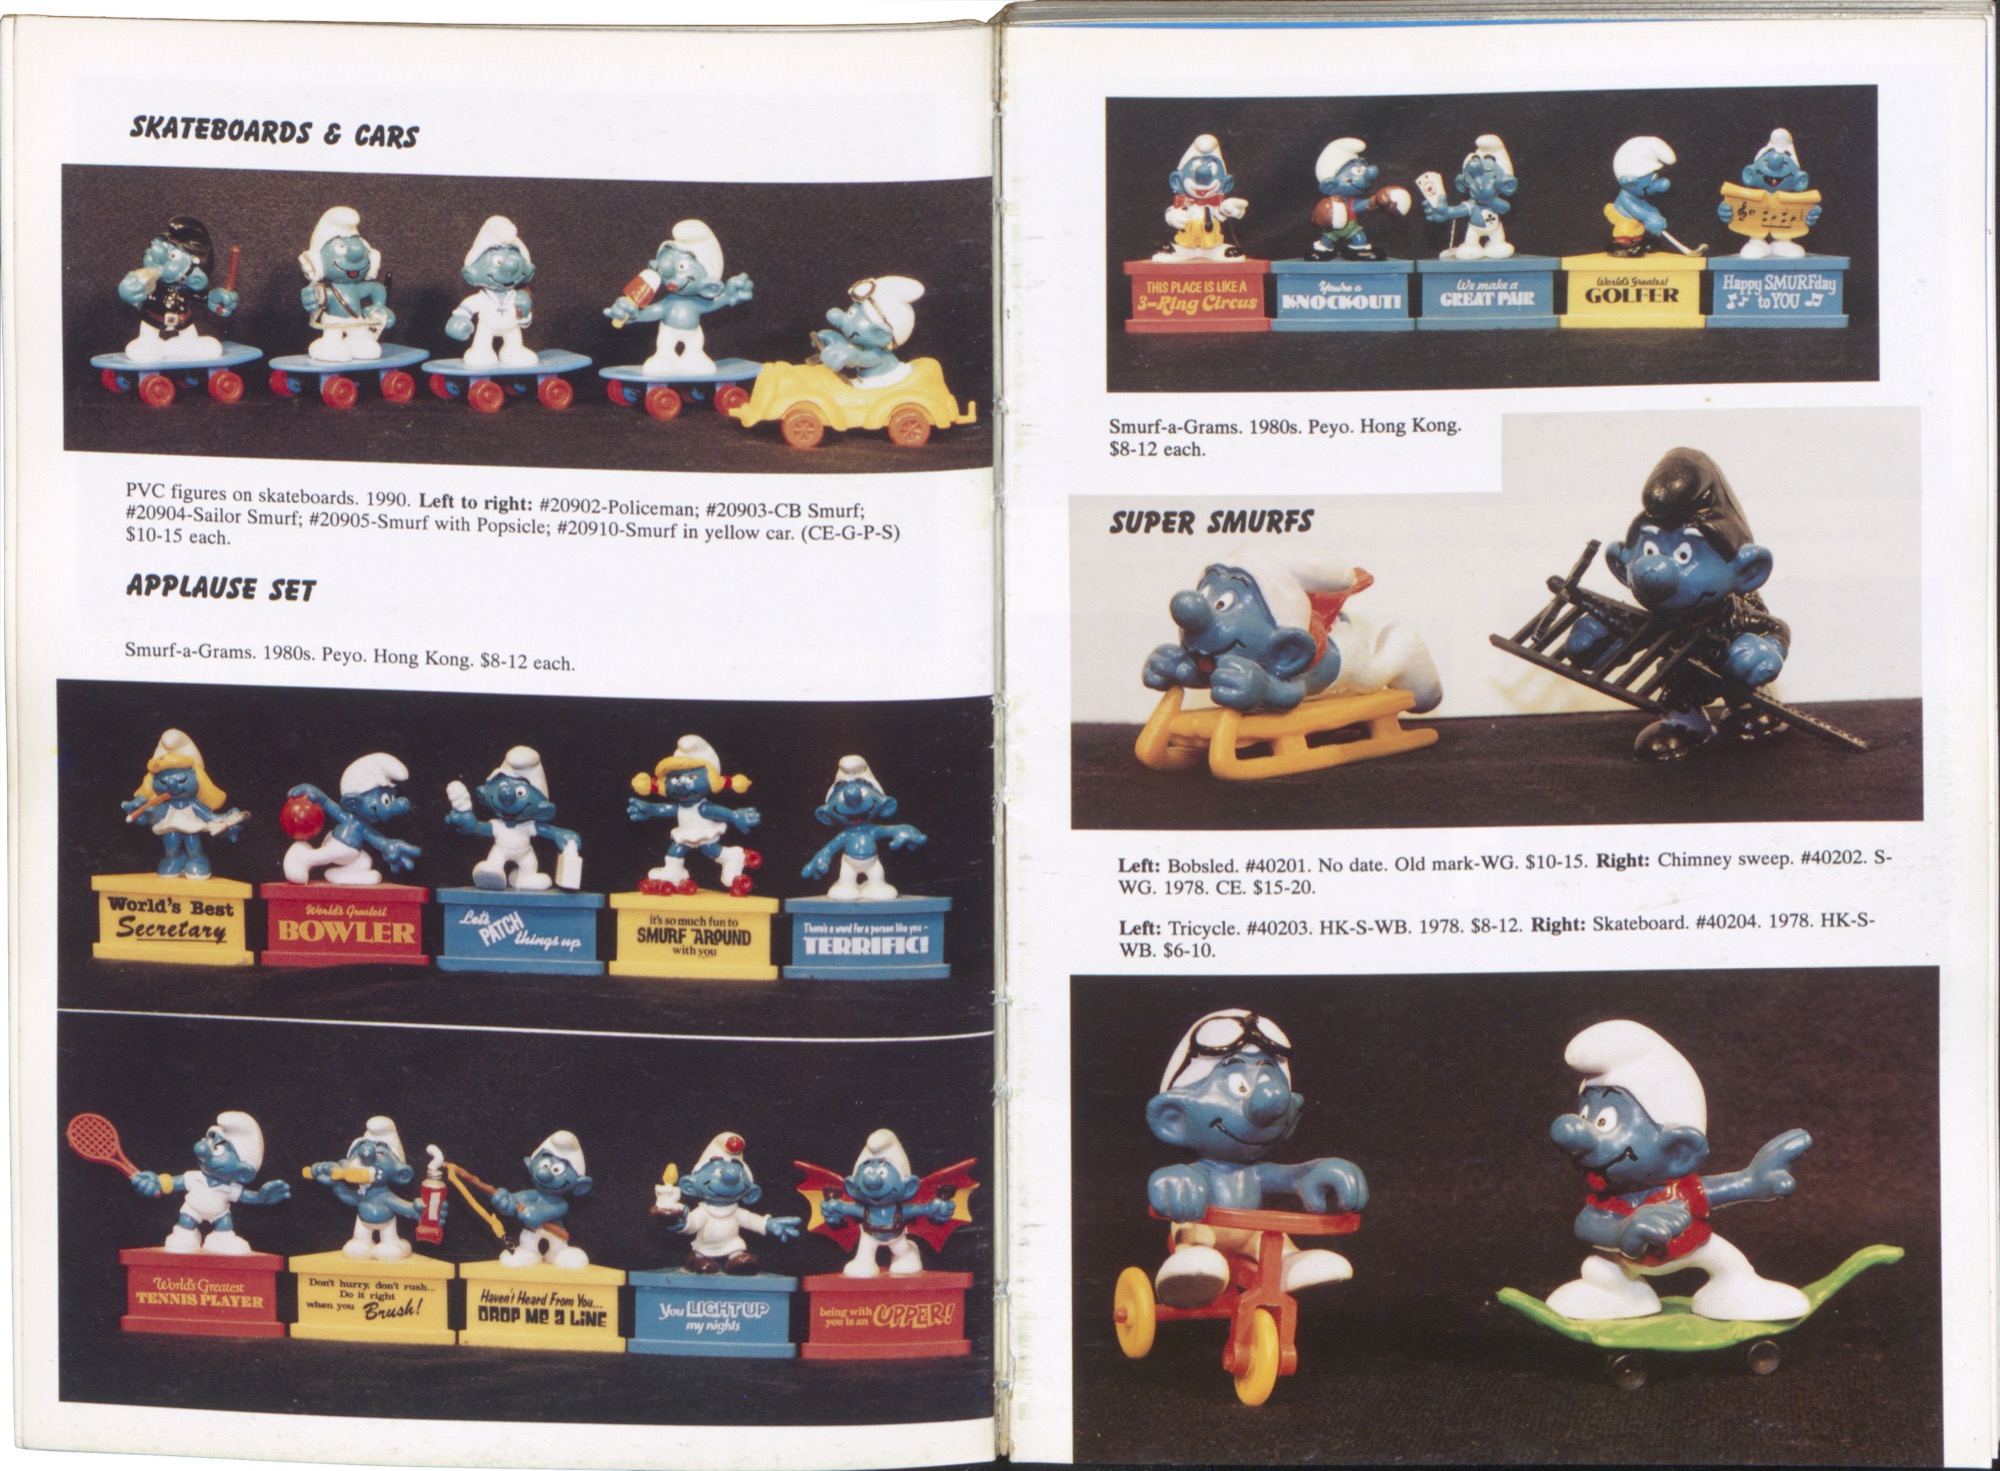 SKATEBOARDS & CARS
PVC figures on skateboards. 1990. Left to right: #20902-Policeman; #20903-CB Smurf;
#20904-Sailor Smurf; #20905-Smurf with Popsicle; #20910-Smurf in yellow car. (CE-G-P-S)
$10-15 each.
APPLAUSE SET
Smurf-a-Grams. 1980s. Peyo. Hong Kong. $8-12 each.
World's Best
Secretary
World's Greatest
BOWLER
Let's
PATCH
things up
it's so much fun to
SMURF AROUND
with you
There's a word for a person like you-
TERRIFIC!
World's Greatest
TENNIS PLAYER
Don't hurry, don't rush...
Do it right
when you Brush!
Haven't Heard From You...
DROP Me a LiNe
You LIGHT UP
my nights
being with
you is an UPPER!
THIS PLACE IS LIKE A
3-Ring Circus
You're a
KNOCKOUT!
We make a
GREAT PAIR
World's Greatest
GOLFER
Happy SMURFday
to YOU
Smurf-a-Grams. 1980s. Peyo. Hong Kong.
$8-12 each.
SUPER SMURFS
Left: Bobsled. #40201. No date. Old mark-WG. $10-15. Right: Chimney sweep. #40202. S-
WG. 1978. CE. $15-20.
Left: Tricycle. #40203. HK-S-WB. 1978. $8-12. Right: Skateboard. #40204. 1978. HK-S-
WB. $6-10.